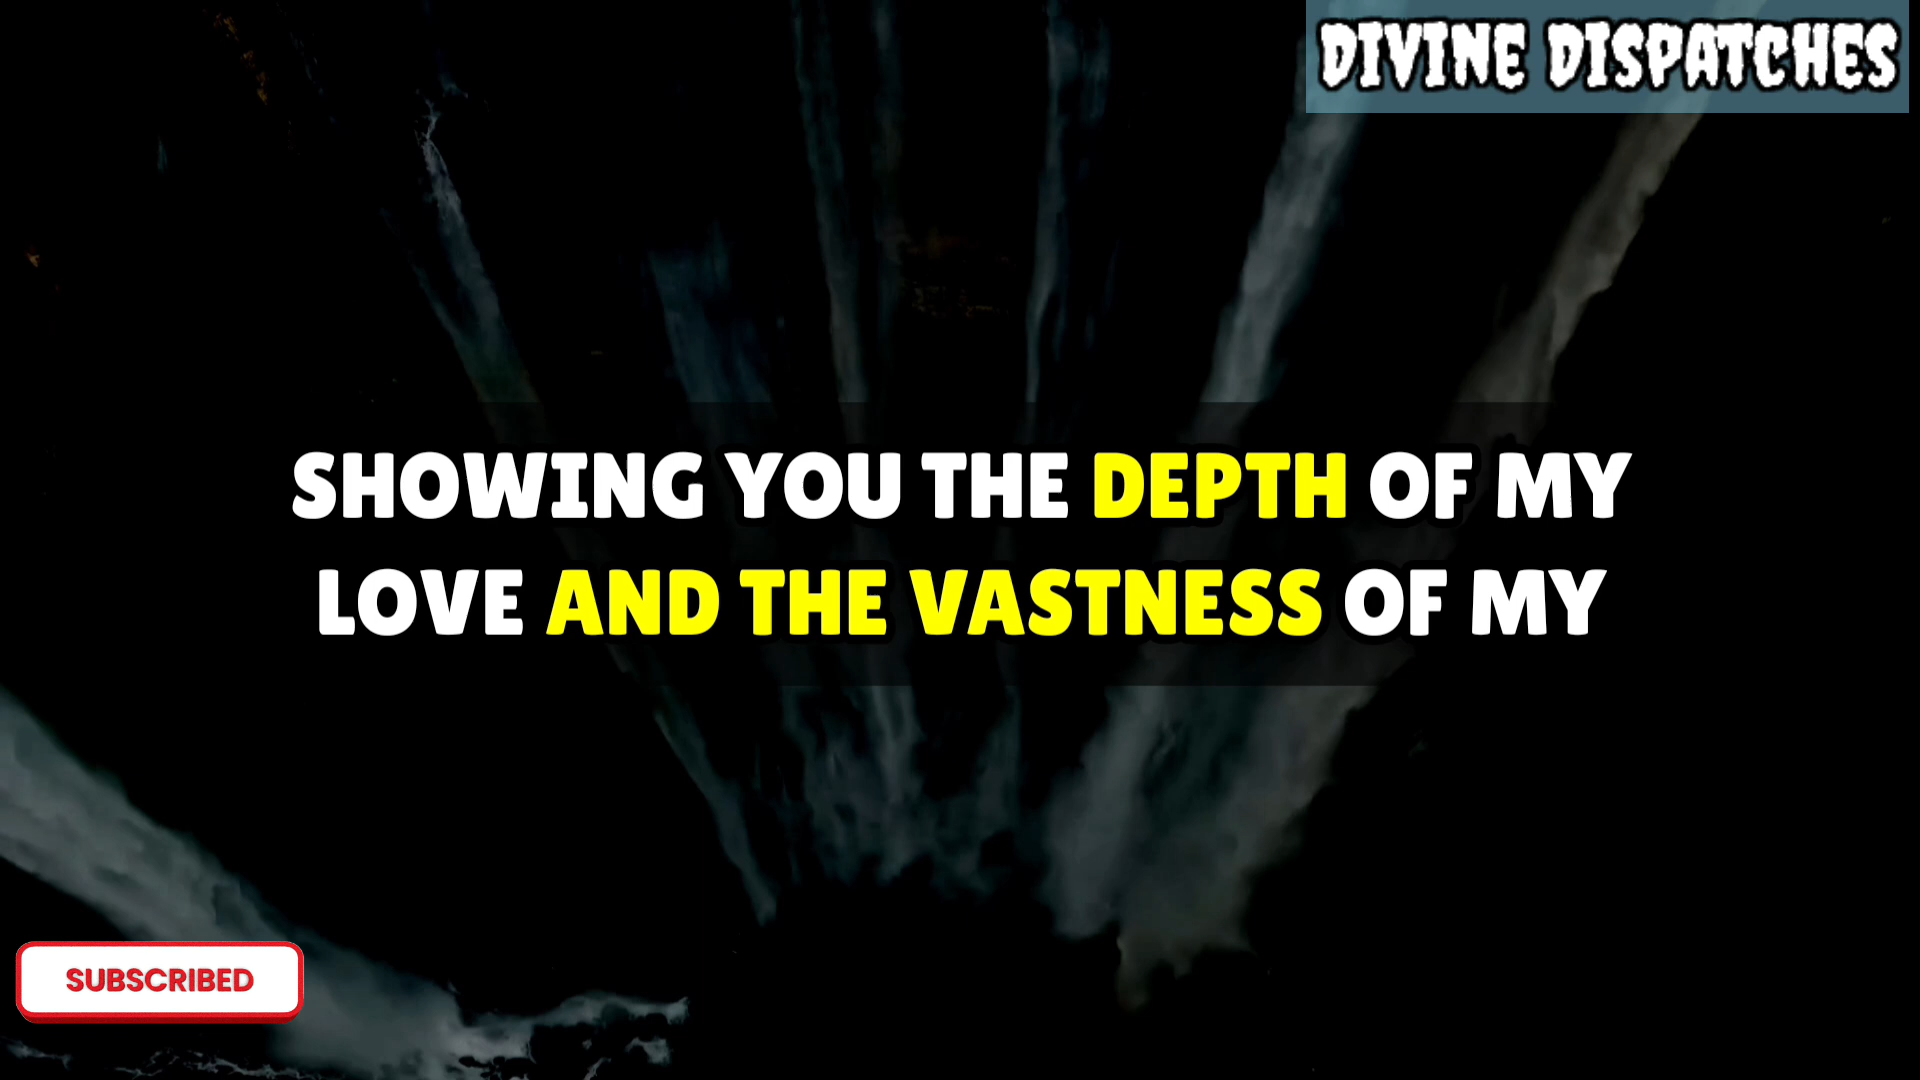 DIVINE DISPATCHES
SHOWING YOU THE DEPTH OF MY
LOVE AND THE VASTNESS OF MY
SUBSCRIBED